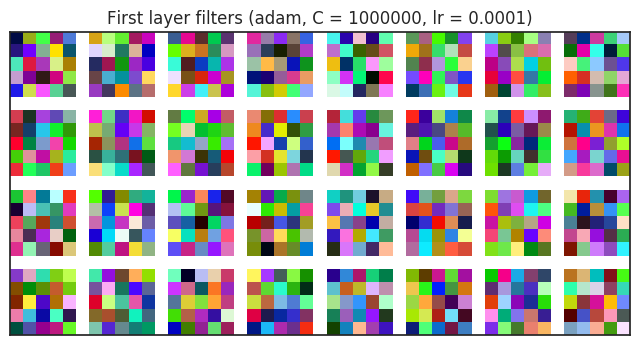 First layer filters (adam, C = 1000000, lr = 0.0001)